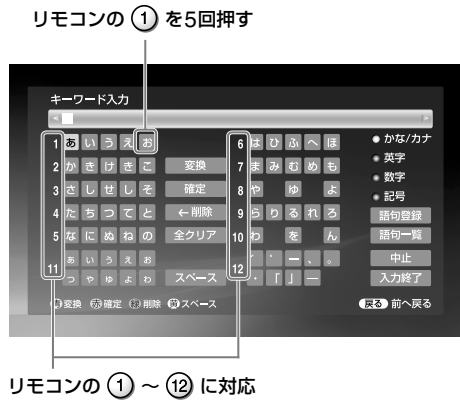 リモコンの ① を5回押す
キーワード入力
1 あ い う え お 6 は ひ ふ へ ほ かな/カナ
2 か き け き こ 変換 7 ま み む め も 英字
3 さ し せ し そ 確定 8 や ゆ よ 数字
4 た ち つ て と ←削除 9 ら り る れ ろ 記号
5 な に ぬ ね の 全クリア 10 わ を ん 語句登録
語句一覧
11 ぁ ぃ ぅ ぇ ぉ 12 ー 、 。 中止
っ ゃ ゅ ょ ゎ スペース ・ 「 」 ― 入力終了
変換 赤 確定 緑 削除 黄 スペース 戻る 前へ戻る
リモコンの ① ～ ⑫ に対応